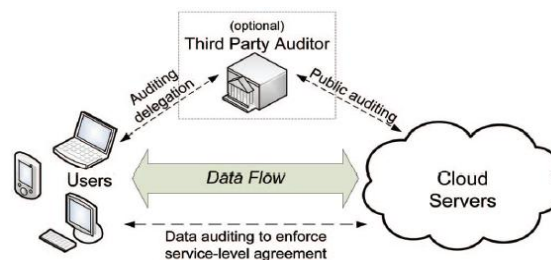 (optional)
Third Party Auditor
Auditing
delegation
Public auditing
Users
Data Flow
Cloud
Servers
Data auditing to enforce
service-level agreement